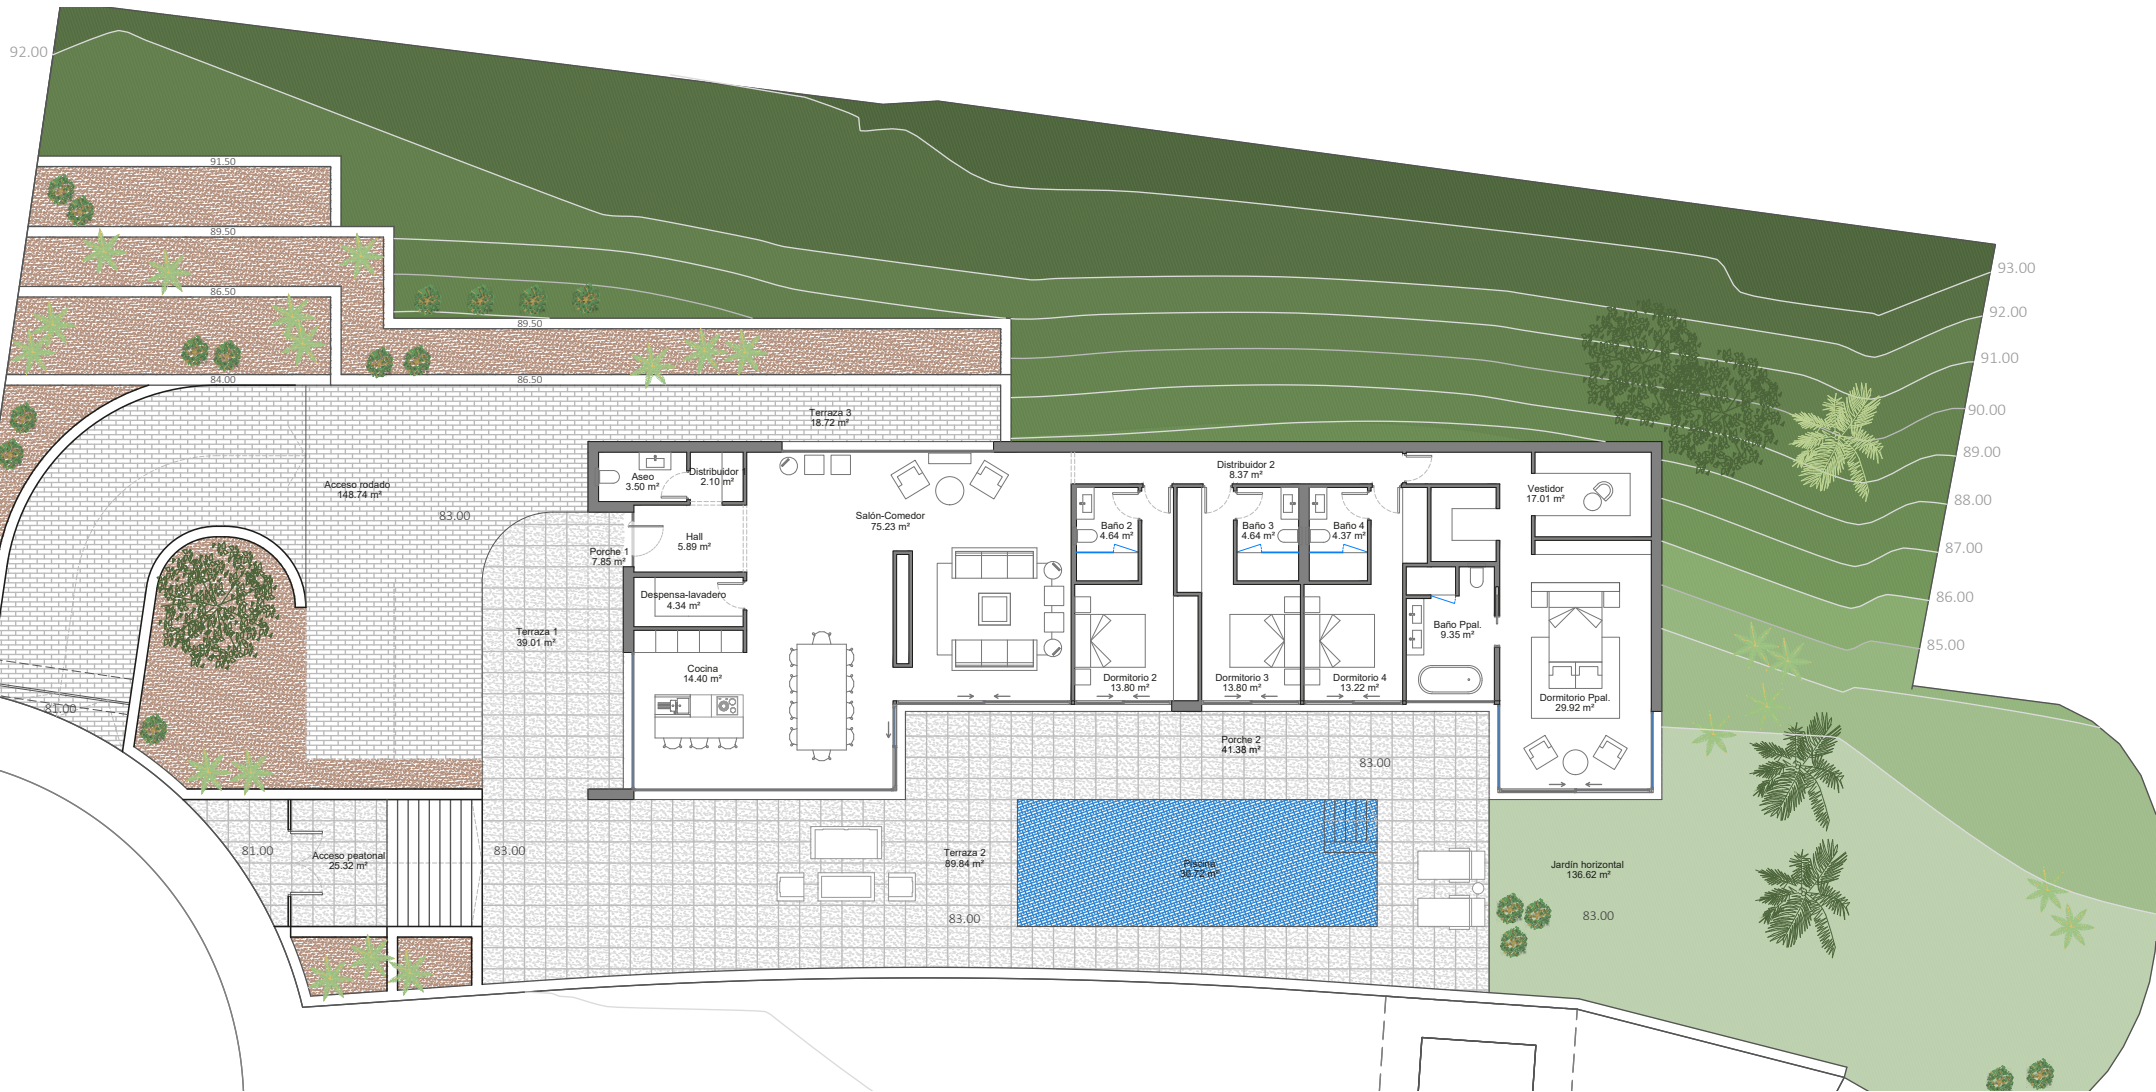 92.00
91.50
89.50
93.00
86.50
92.00
89.50
91.00
84.00
86.50
90.00
Terraza 3
18.72 m²
89.00
Distribuidor 2
8.37 m²
Aseo
3.50 m²
Distribuidor 1
2.10 m²
Acceso rodado
148.74 m²
Vestidor
17.01 m²
88.00
83.00
Salón-Comedor
75.23 m²
Baño 2
4.64 m²
Baño 3
4.64 m²
Baño 4
4.37 m²
Hall
5.89 m²
Porche 1
7.85 m²
87.00
Despensa-lavadero
4.34 m²
86.00
Terraza 1
39.01 m²
Baño Ppal.
9.35 m²
85.00
Cocina
14.40 m²
Dormitorio 2
13.80 m²
Dormitorio 3
13.80 m²
Dormitorio 4
13.22 m²
Dormitorio Ppal.
29.92 m²
81.00
Porche 2
41.38 m²
83.00
81.00
Acceso peatonal
25.32 m²
83.00
Terraza 2
89.84 m²
Piscina
36.72 m²
Jardín horizontal
136.62 m²
83.00
83.00